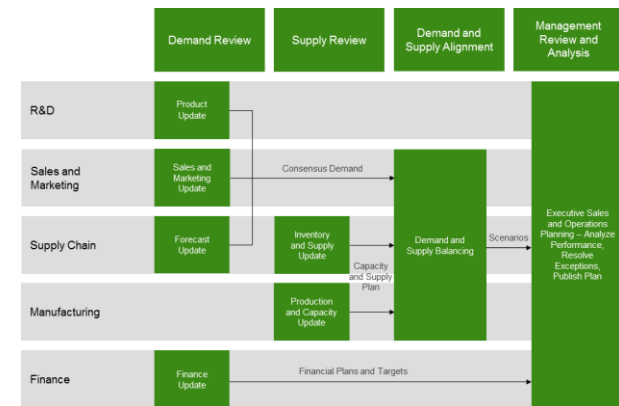 Demand Review
Supply Review
Demand and
Supply Alignment
Management
Review and
Analysis
R&D
Product
Update
Sales and
Marketing
Sales and
Marketing
Update
Consensus Demand
Supply Chain
Forecast
Update
Inventory
and Supply
Update
Capacity
and Supply
Plan
Demand and
Supply Balancing
Scenarios
Executive Sales
and Operations
Planning – Analyze
Performance,
Resolve
Exceptions,
Publish Plan
Manufacturing
Production
and Capacity
Update
Finance
Finance
Update
Financial Plans and Targets